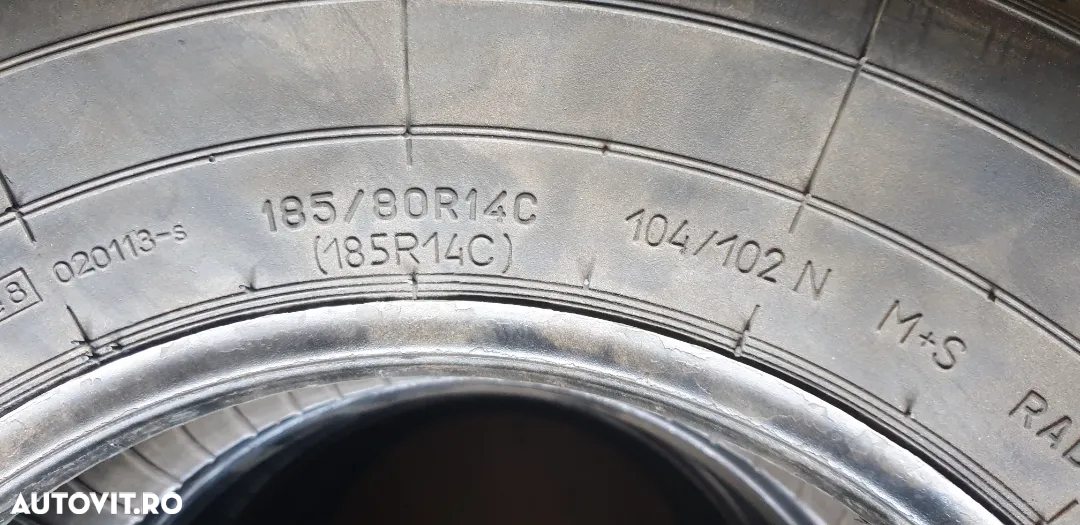 185/80R14C
(185R14C)
020113-s
104/102 N
M+S
AUTOVIT.RO